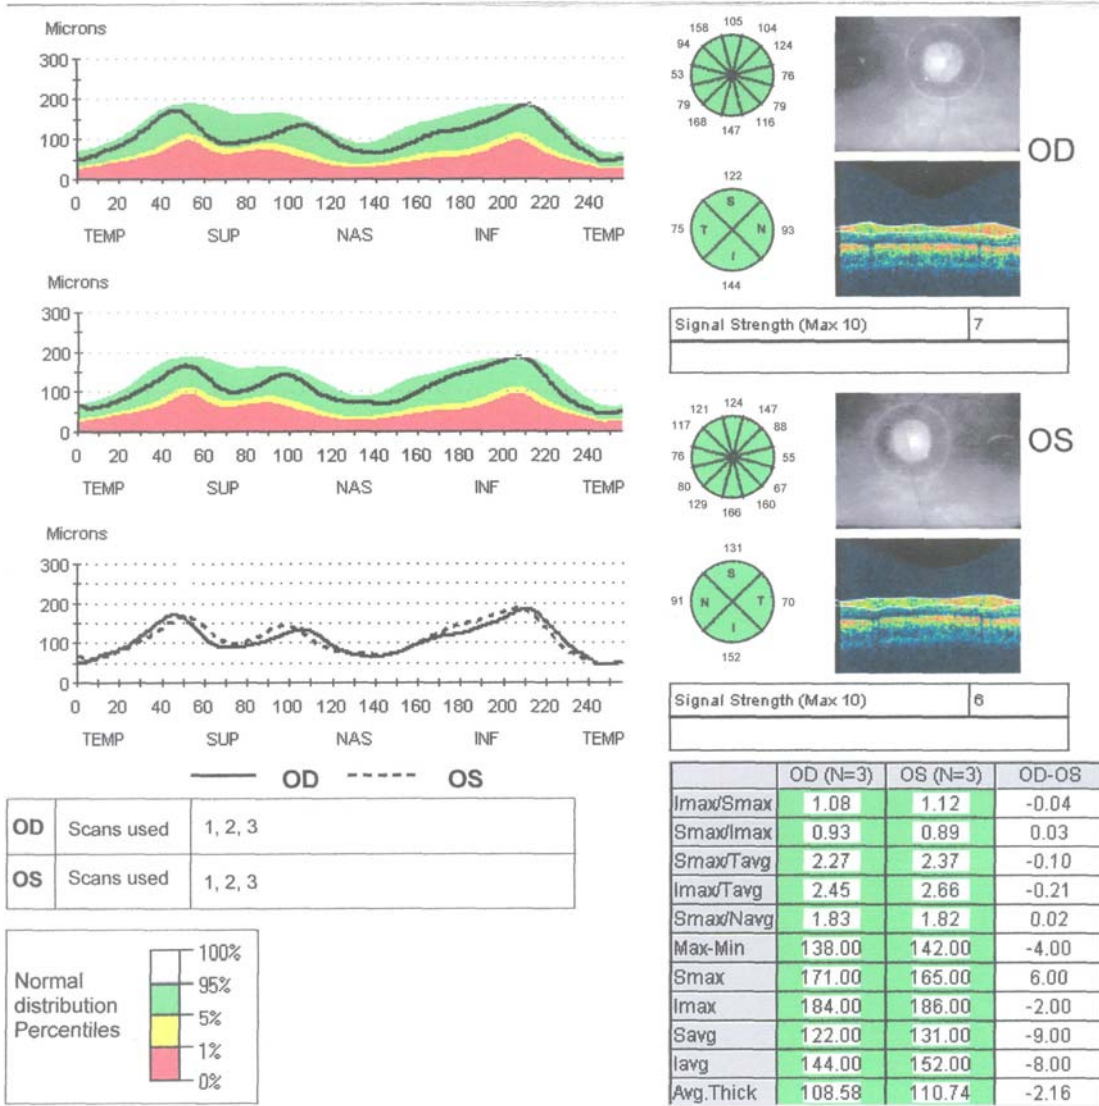 Microns
300
200
100
0
0 20 40 60 80 100 120 140 160 180 200 220 240
TEMP SUP NAS INF TEMP
Microns
300
200
100
0
0 20 40 60 80 100 120 140 160 180 200 220 240
TEMP SUP NAS INF TEMP
Microns
300
200
100
0
0 20 40 60 80 100 120 140 160 180 200 220 240
TEMP SUP NAS INF TEMP
OD OS
OD Scans used 1, 2, 3
OS Scans used 1, 2, 3
Normal
distribution
Percentiles
100%
95%
5%
1%
0%
105
158 104
94 124
53 76
79 79
168 116
147
OD
122
S
75 T N 93
I
144
Signal Strength (Max 10) 7
124
121 147
117 88
76 55
80 67
129 160
166
OS
131
S
91 N T 70
I
152
Signal Strength (Max 10) 6
OD (N=3) OS (N=3) OD-OS
Imax/Smax 1.08 1.12 -0.04
Smax/Imax 0.93 0.89 0.03
Smax/Tavg 2.27 2.37 -0.10
Imax/Tavg 2.45 2.66 -0.21
Smax/Navg 1.83 1.82 0.02
Max-Min 138.00 142.00 -4.00
Smax 171.00 165.00 6.00
Imax 184.00 186.00 -2.00
Savg 122.00 131.00 -9.00
Iavg 144.00 152.00 -8.00
Avg.Thick 108.58 110.74 -2.16